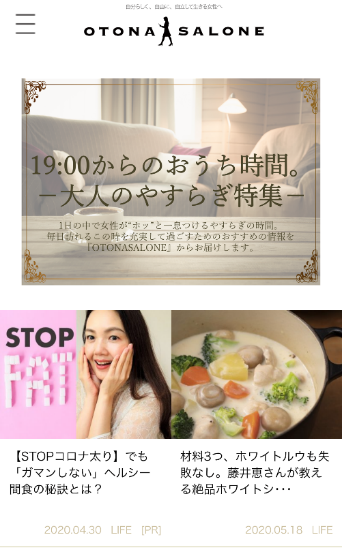 自分らしく、自由に、自立して生きる女性へ
OTONA SALONE
19:00からのおうち時間。
－大人のやすらぎ特集－
1日の中で女性が“ホッ”と一息つけるやすらぎの時間。
毎日訪れるこの時を充実して過ごすためのおすすめの情報を
『OTONASALONE』からお届けします。
STOP
FAT
【STOPコロナ太り】でも
「ガマンしない」ヘルシー
間食の秘訣とは？
2020.04.30 LIFE [PR]
材料3つ、ホワイトルウも失
敗なし。藤井恵さんが教え
る絶品ホワイトシ･･･
2020.05.18 LIFE